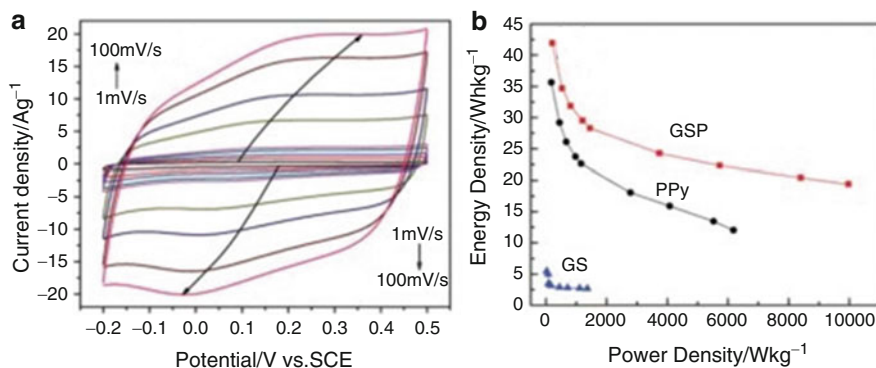 a
20
15
10
5
0
−5
−10
−15
−20
Current density/Ag⁻¹
100mV/s
1mV/s
1mV/s
100mV/s
−0.2 −0.1 0.0 0.1 0.2 0.3 0.4 0.5
Potential/V vs.SCE
b
45
40
35
30
25
20
15
10
5
0
Energy Density/Whkg⁻¹
GSP
PPy
GS
0 2000 4000 6000 8000 10000
Power Density/Wkg⁻¹